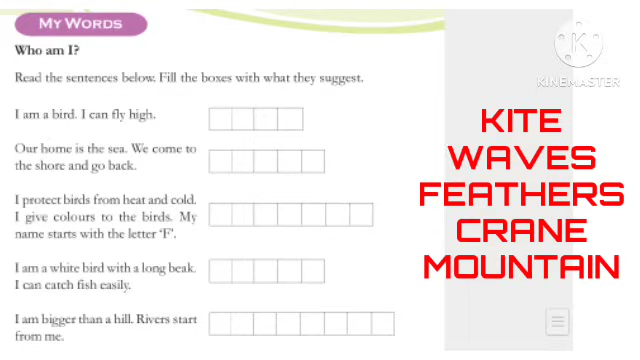 MY WORDS
Who am I?
Read the sentences below. Fill the boxes with what they suggest.
I am a bird. I can fly high.
Our home is the sea. We come to
the shore and go back.
I protect birds from heat and cold.
I give colours to the birds. My
name starts with the letter ‘F’.
I am a white bird with a long beak.
I can catch fish easily.
I am bigger than a hill. Rivers start
from me.
K
KINEMASTER
KITE
WAVES
FEATHERS
CRANE
MOUNTAIN